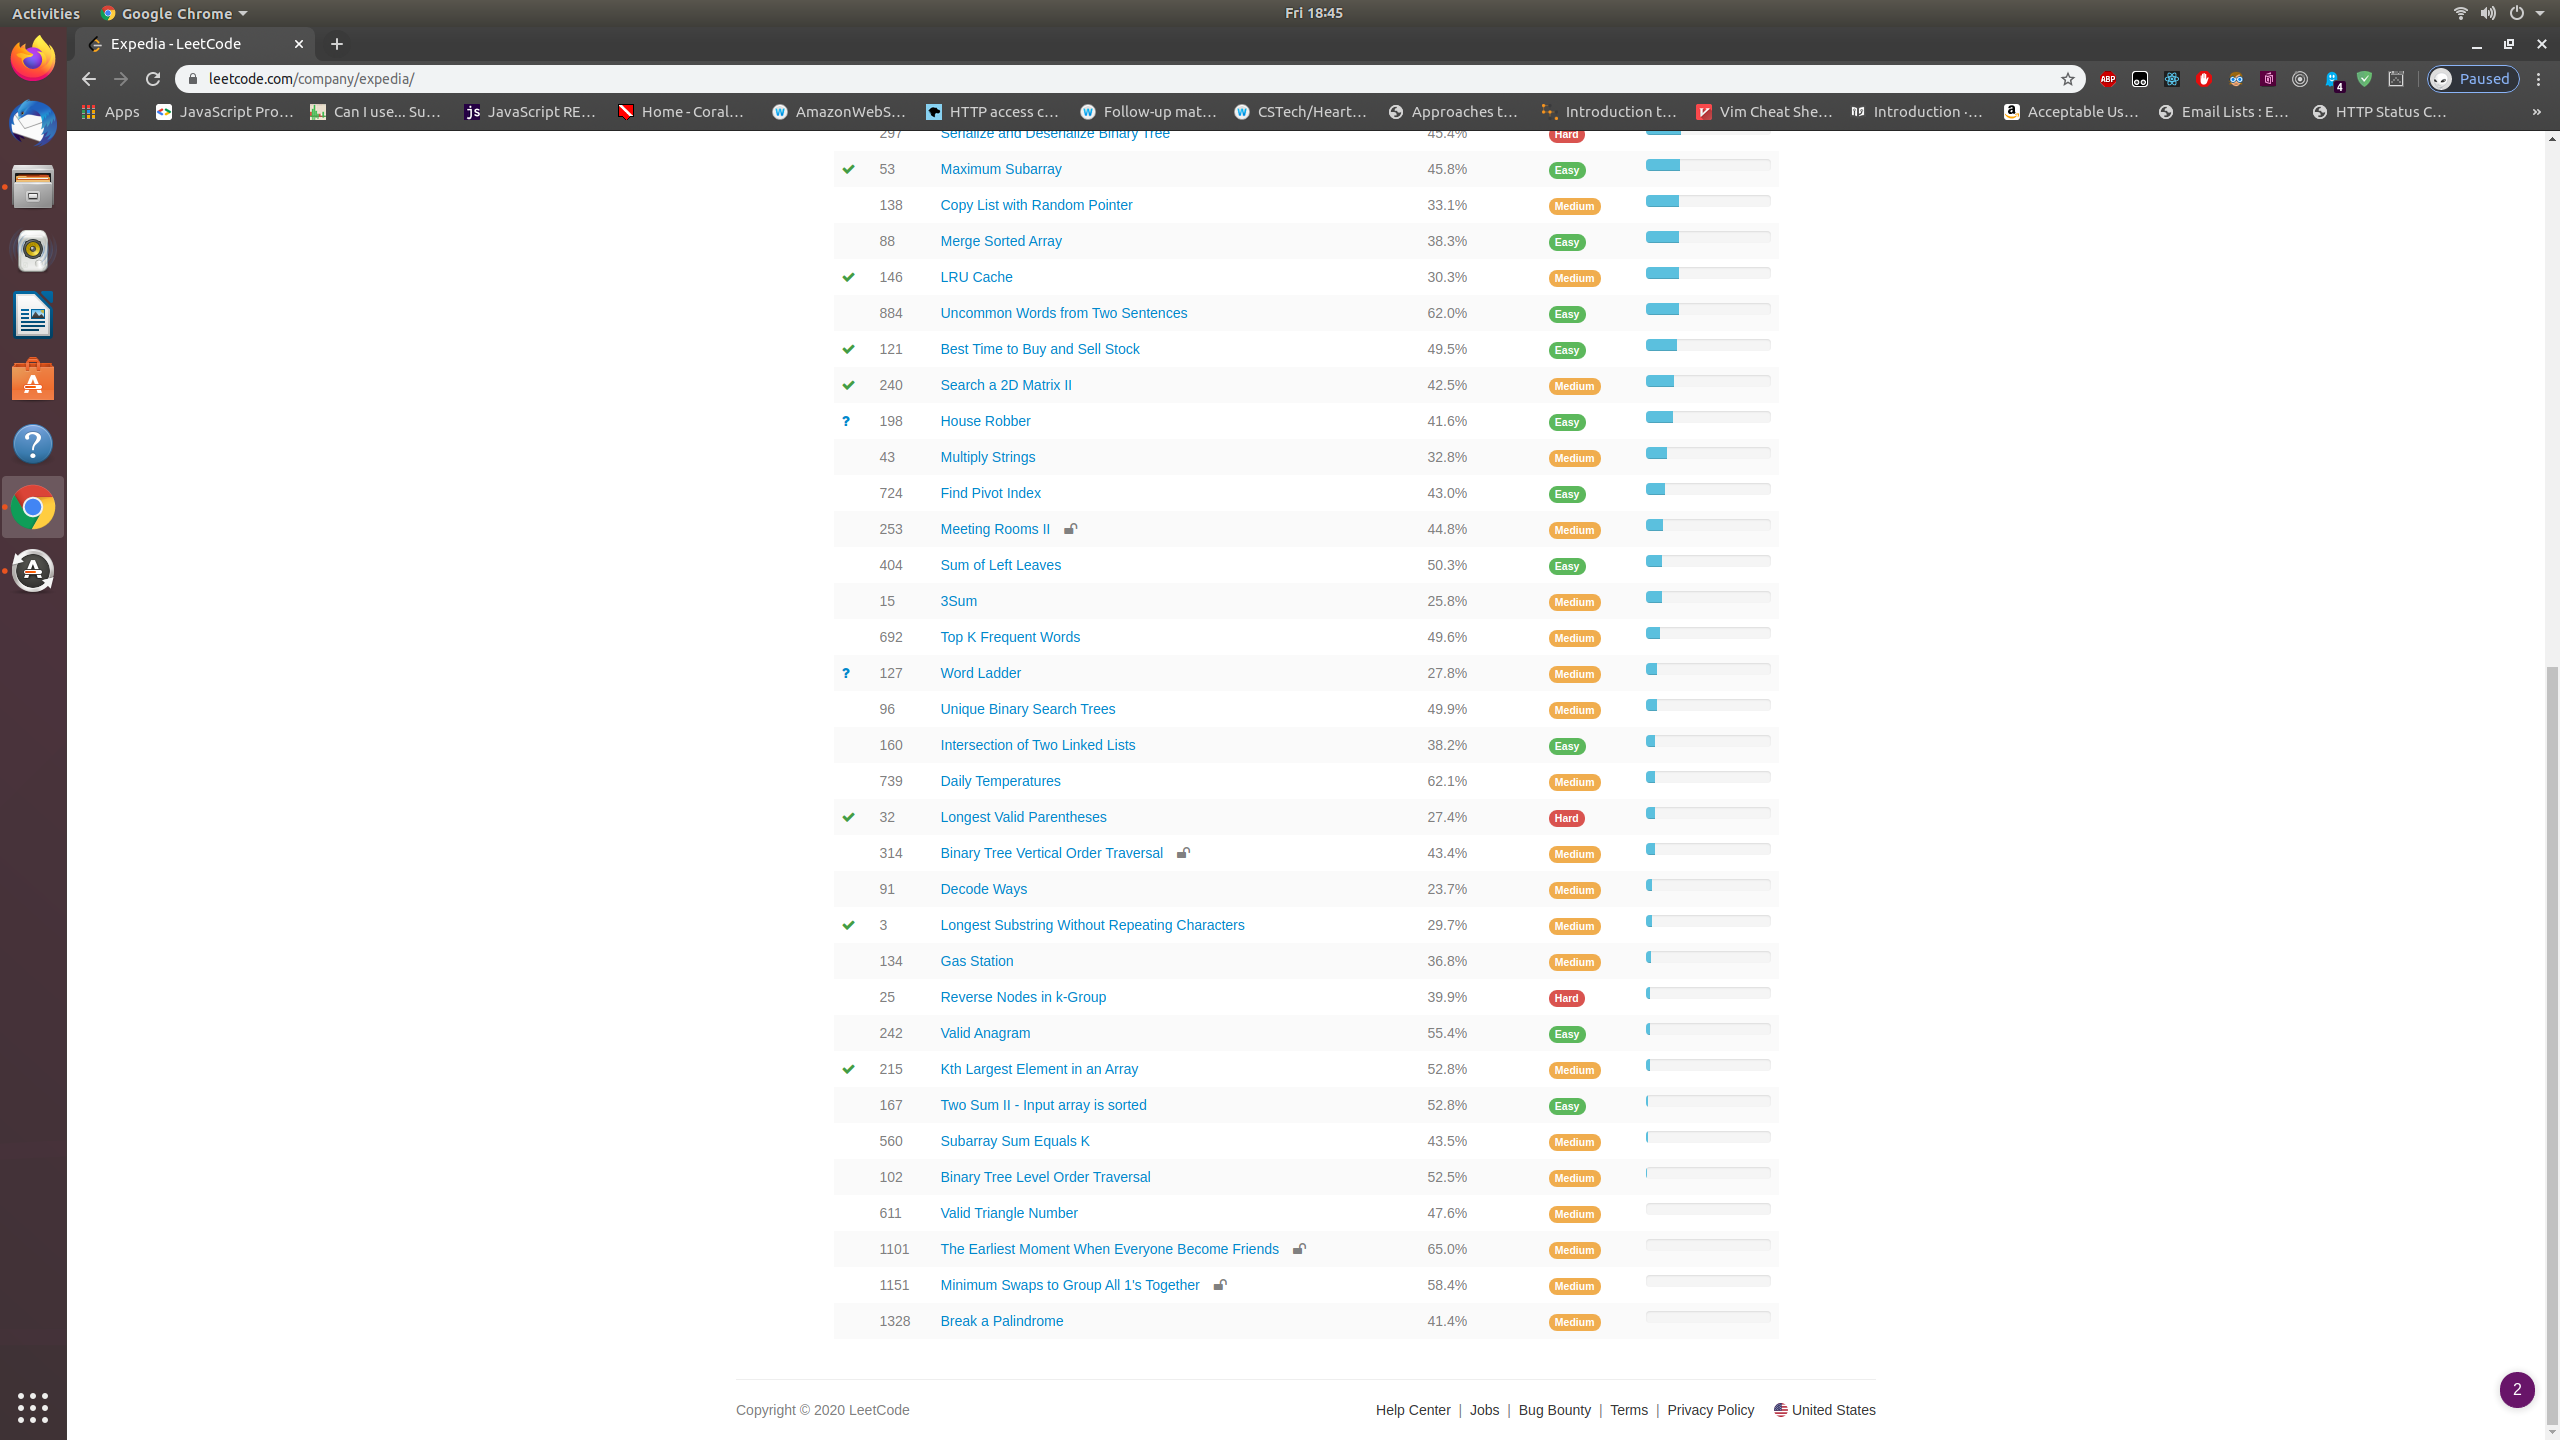 Activities Google Chrome Fri 18:45
Expedia - LeetCode
leetcode.com/company/expedia/ ABP 4 Paused
Apps JavaScript Pro… Can I use... Su… JavaScript RE… Home - Coral… AmazonWebS… HTTP access c… Follow-up mat… CSTech/Heart… Approaches t… Introduction t… Vim Cheat She… Introduction ·… Acceptable Us… Email Lists : E… HTTP Status C… »
297 Serialize and Deserialize Binary Tree 45.4% Hard
53 Maximum Subarray 45.8% Easy
138 Copy List with Random Pointer 33.1% Medium
88 Merge Sorted Array 38.3% Easy
146 LRU Cache 30.3% Medium
884 Uncommon Words from Two Sentences 62.0% Easy
121 Best Time to Buy and Sell Stock 49.5% Easy
240 Search a 2D Matrix II 42.5% Medium
? 198 House Robber 41.6% Easy
43 Multiply Strings 32.8% Medium
724 Find Pivot Index 43.0% Easy
253 Meeting Rooms II 44.8% Medium
404 Sum of Left Leaves 50.3% Easy
15 3Sum 25.8% Medium
692 Top K Frequent Words 49.6% Medium
? 127 Word Ladder 27.8% Medium
96 Unique Binary Search Trees 49.9% Medium
160 Intersection of Two Linked Lists 38.2% Easy
739 Daily Temperatures 62.1% Medium
32 Longest Valid Parentheses 27.4% Hard
314 Binary Tree Vertical Order Traversal 43.4% Medium
91 Decode Ways 23.7% Medium
3 Longest Substring Without Repeating Characters 29.7% Medium
134 Gas Station 36.8% Medium
25 Reverse Nodes in k-Group 39.9% Hard
242 Valid Anagram 55.4% Easy
215 Kth Largest Element in an Array 52.8% Medium
167 Two Sum II - Input array is sorted 52.8% Easy
560 Subarray Sum Equals K 43.5% Medium
102 Binary Tree Level Order Traversal 52.5% Medium
611 Valid Triangle Number 47.6% Medium
1101 The Earliest Moment When Everyone Become Friends 65.0% Medium
1151 Minimum Swaps to Group All 1's Together 58.4% Medium
1328 Break a Palindrome 41.4% Medium
2
Copyright © 2020 LeetCode Help Center | Jobs | Bug Bounty | Terms | Privacy Policy United States